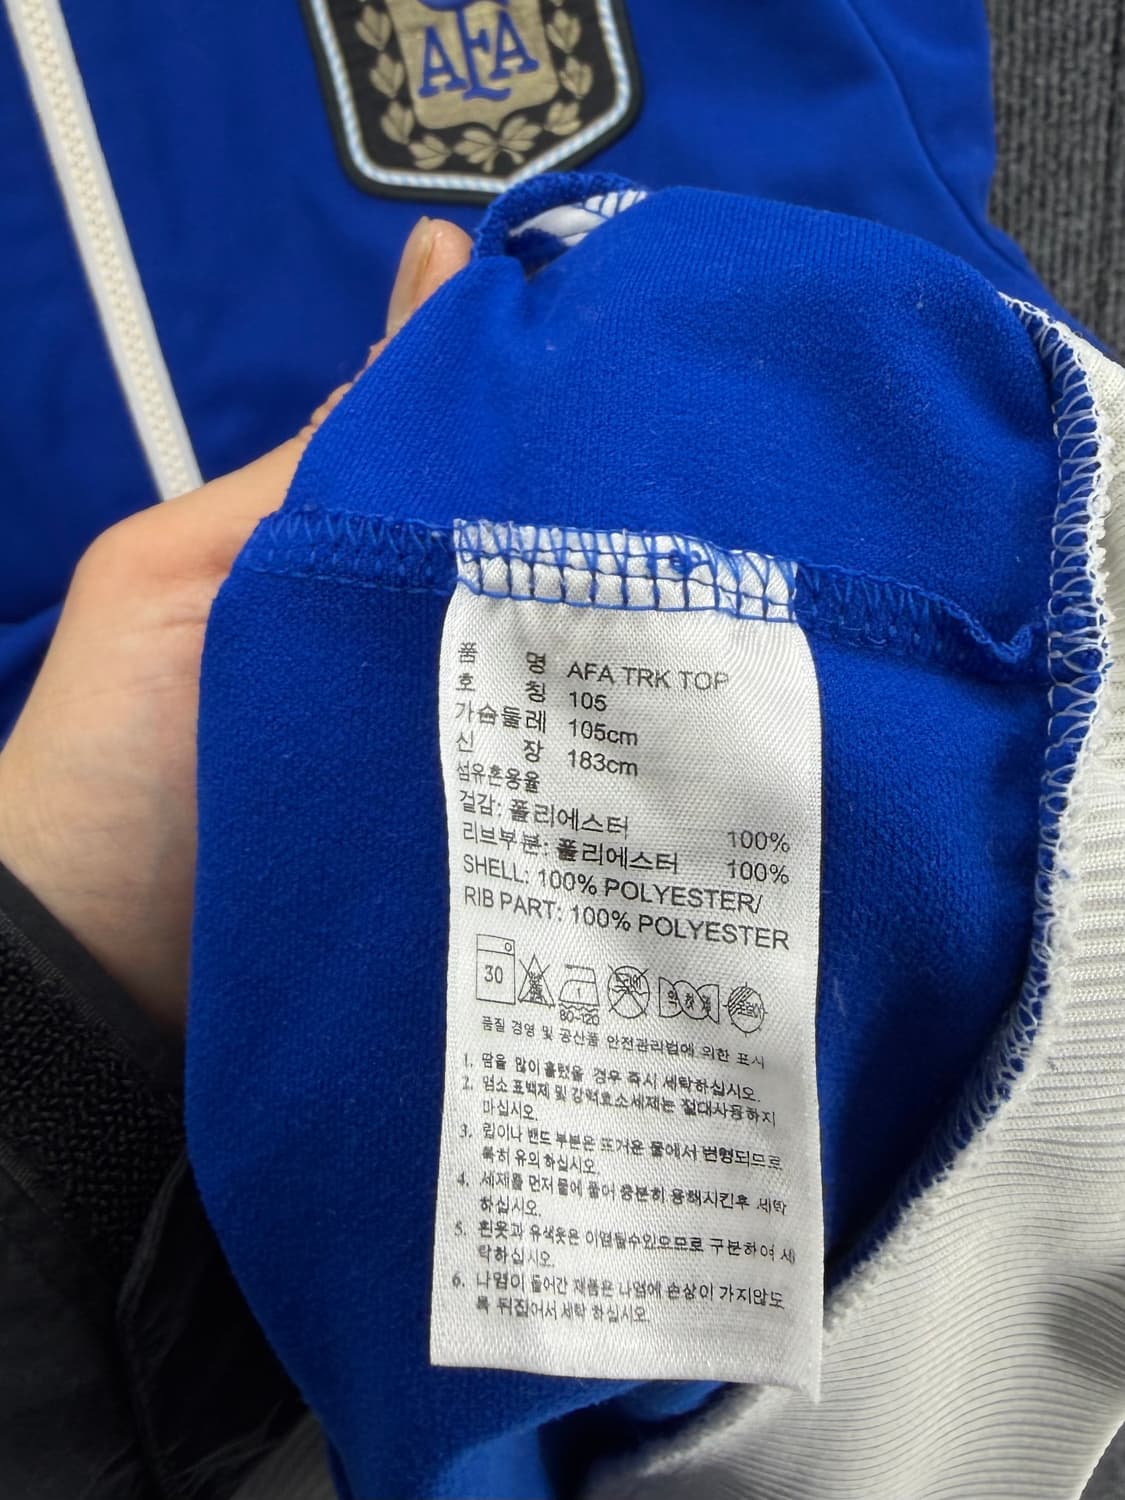 AFA
품 명 AFA TRK TOP
호 칭 105
가슴둘레 105cm
신 장 183cm
섬유혼용율
겉감: 폴리에스터 100%
리브부분: 폴리에스터 100%
SHELL: 100% POLYESTER/
RIB PART: 100% POLYESTER
30
80~120
품질 경영 및 공산품 안전관리법에 의한 표시
1. 땀을 많이 흘렸을 경우 즉시 세탁하십시오.
2. 염소 표백제 및 강력효소세제는 절대사용하지
마십시오.
3. 립이나 밴드 부분은 뜨거운 물에서 변형되므로
특히 유의 하십시오.
4. 세제를 먼저물에 풀어 충분히 용해시킨후 세탁
하십시오.
5. 흰옷과 유색옷은 이염될수있으므로 구분하여 세
탁하십시오.
6. 나염이 들어간 제품은 나염에 손상이 가지않도
록 뒤집어서 세탁 하십시오.